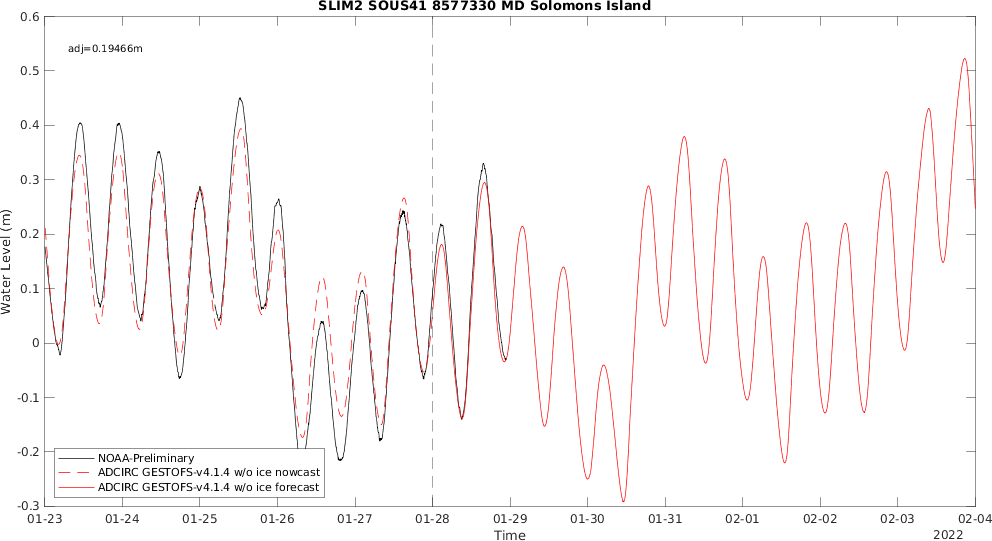 SLIM2 SOUS41 8577330 MD Solomons Island
adj=0.19466m
Water Level (m)
0.6
0.5
0.4
0.3
0.2
0.1
0
-0.1
-0.2
-0.3
NOAA-Preliminary
ADCIRC GESTOFS-v4.1.4 w/o ice nowcast
ADCIRC GESTOFS-v4.1.4 w/o ice forecast
01-23 01-24 01-25 01-26 01-27 01-28 01-29 01-30 01-31 02-01 02-02 02-03 02-04
Time
2022